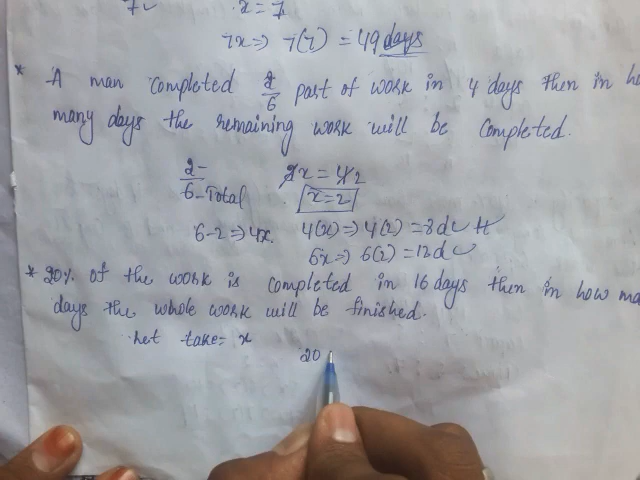 x = 7
7x => 7(7) = 49 days
* A man completed 2/6 part of work in 4 days then in
many days the remaining work will be completed.
2
6 - Total
2x = 4 2
x = 2
6-2 => 4x. 4(x) => 4(2) = 8d
6x => 6(2) = 12d
* 20% of the work is completed in 16 days then in how
days the whole work will be finished.
let take = x
20